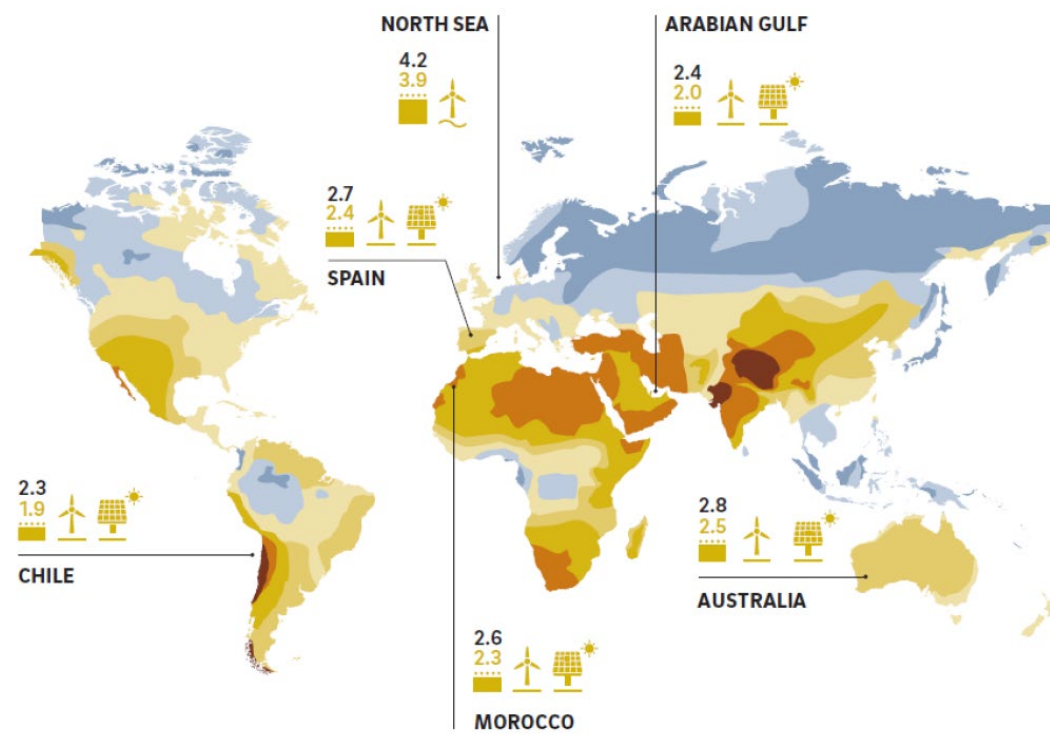 NORTH SEA
4.2
3.9
ARABIAN GULF
2.4
2.0
2.7
2.4
SPAIN
2.3
1.9
CHILE
2.8
2.5
AUSTRALIA
2.6
2.3
MOROCCO